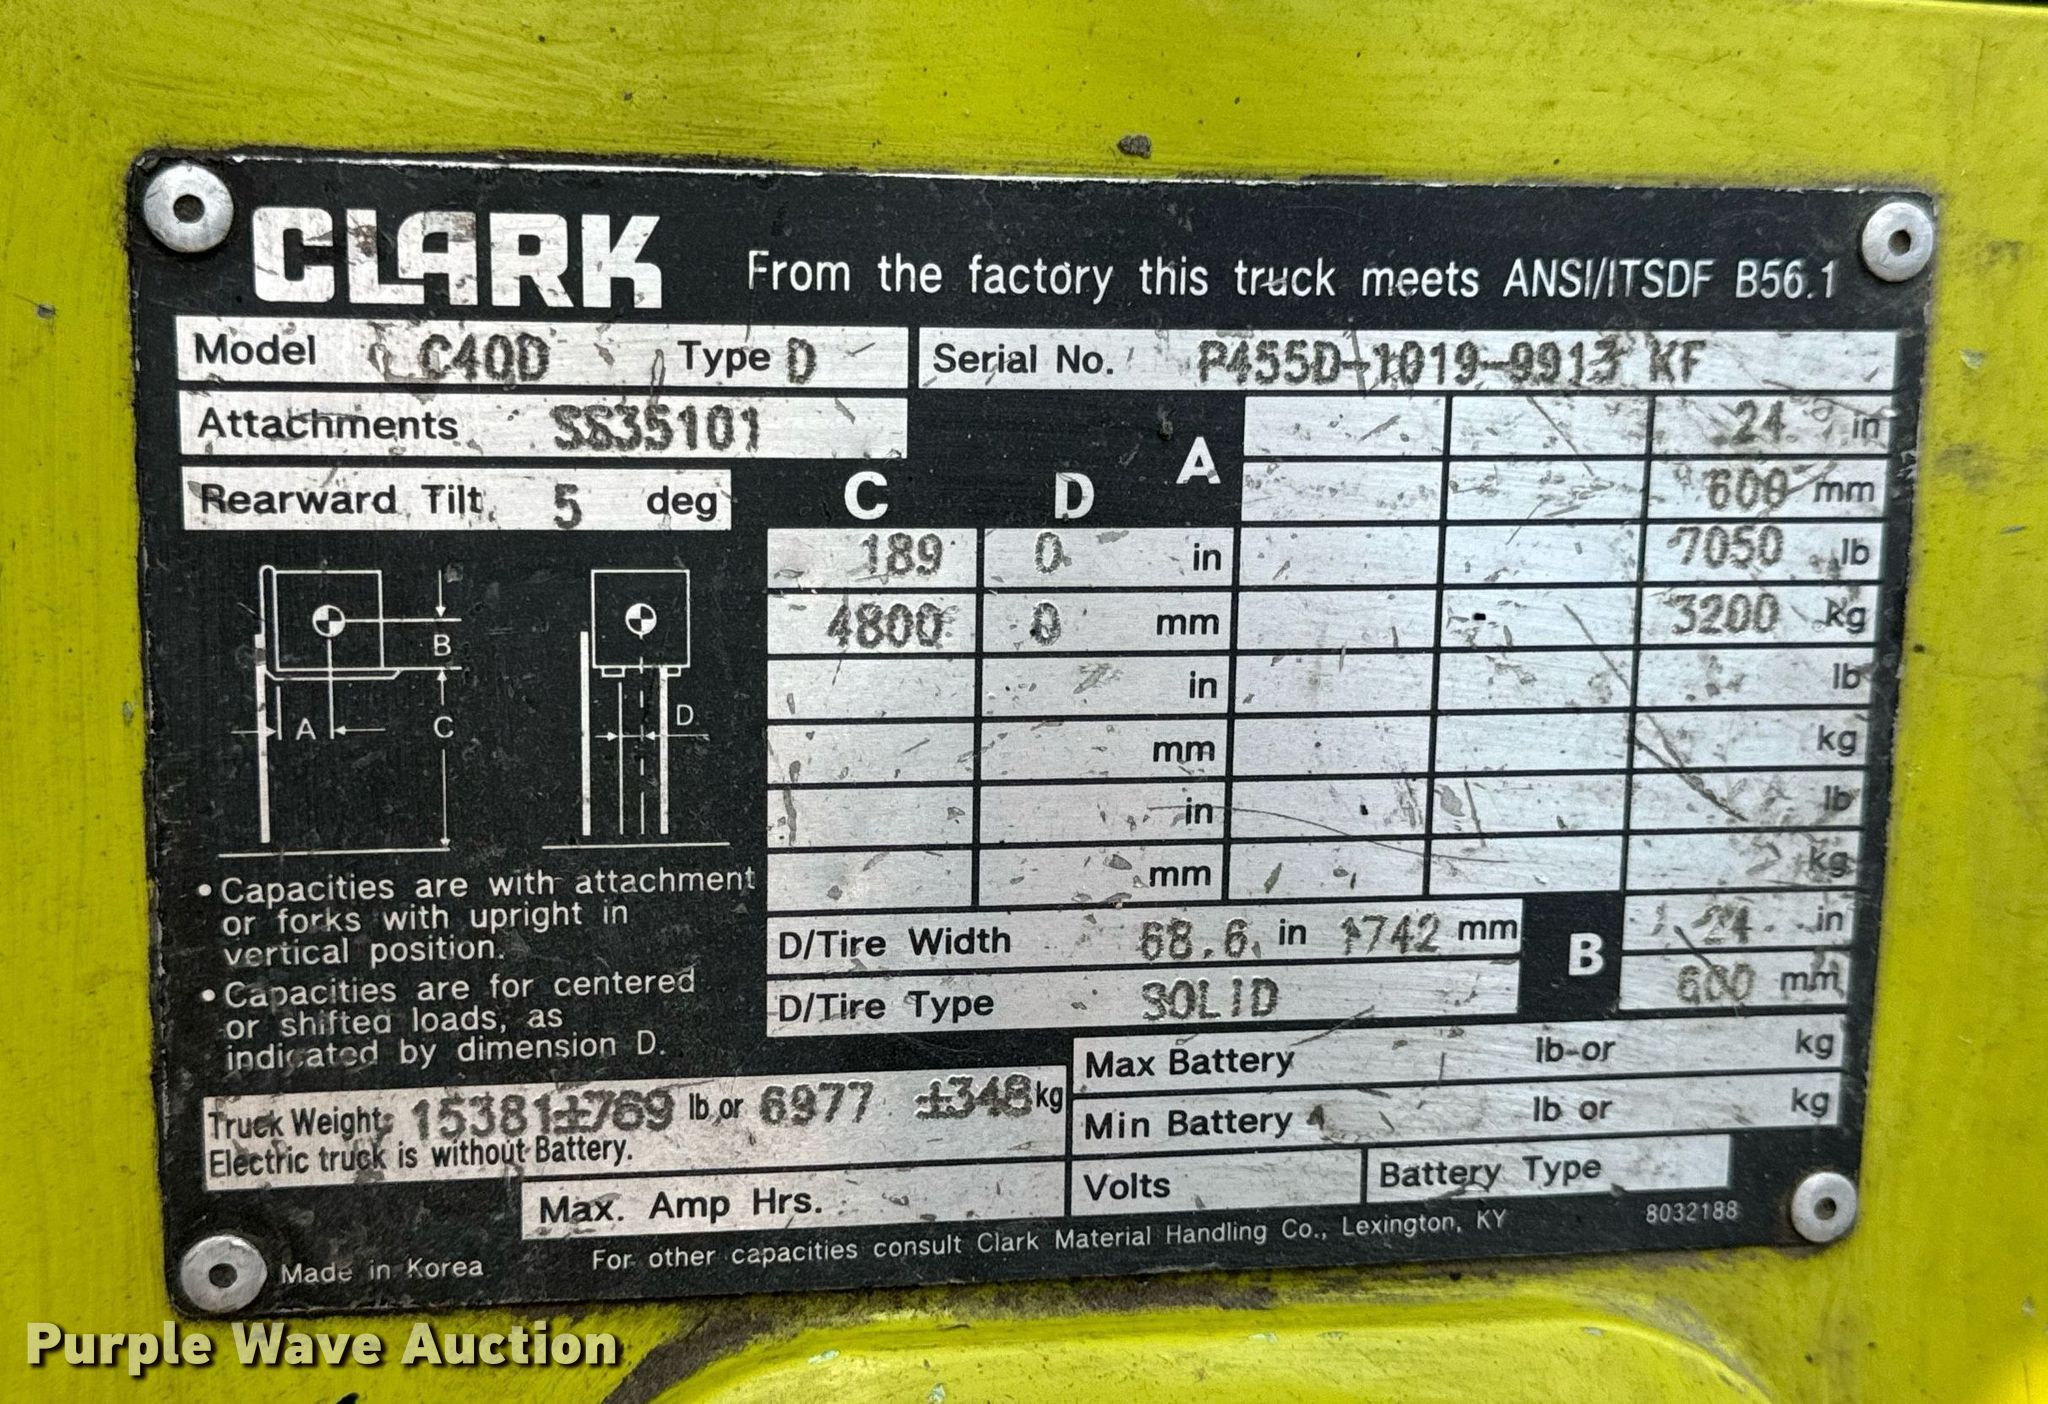 CLARK
From the factory this truck meets ANSI/ITSDF B56.1
Model C40D Type D
Serial No. P455D-1019-9913 KF
Attachments SS35101
Rearward Tilt 5 deg
A
24 in
600 mm
C D
189 0 in 7050 lb
4800 0 mm 3200 kg
in lb
mm kg
in lb
mm kg
B
A C
D
• Capacities are with attachment
or forks with upright in
vertical position.
• Capacities are for centered
or shifted loads, as
indicated by dimension D.
D/Tire Width 68.6 in 1742 mm
D/Tire Type SOLID
B
24 in
600 mm
Truck Weight: 15381±769 lb or 6977 ±348 kg
Electric truck is without Battery.
Max Battery lb or kg
Min Battery lb or kg
Max. Amp Hrs.
Volts
Battery Type
Made in Korea
For other capacities consult Clark Material Handling Co., Lexington, KY
8032188
Purple Wave Auction